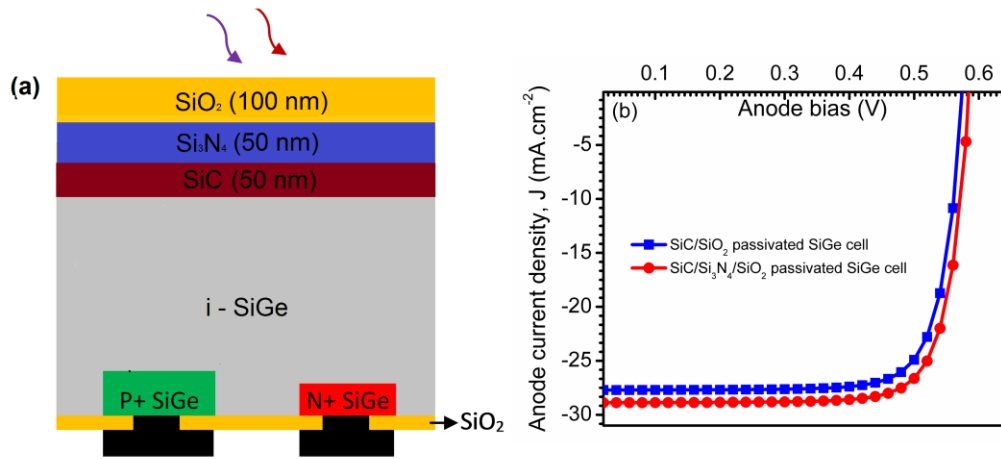 (a)
SiO₂ (100 nm)
Si₃N₄ (50 nm)
SiC (50 nm)
i - SiGe
P+ SiGe
N+ SiGe
SiO₂
0.1 0.2 0.3 0.4 0.5 0.6
(b)
Anode bias (V)
Anode current density, J (mA.cm⁻²)
-5
-10
-15
-20
-25
-30
SiC/SiO₂ passivated SiGe cell
SiC/Si₃N₄/SiO₂ passivated SiGe cell